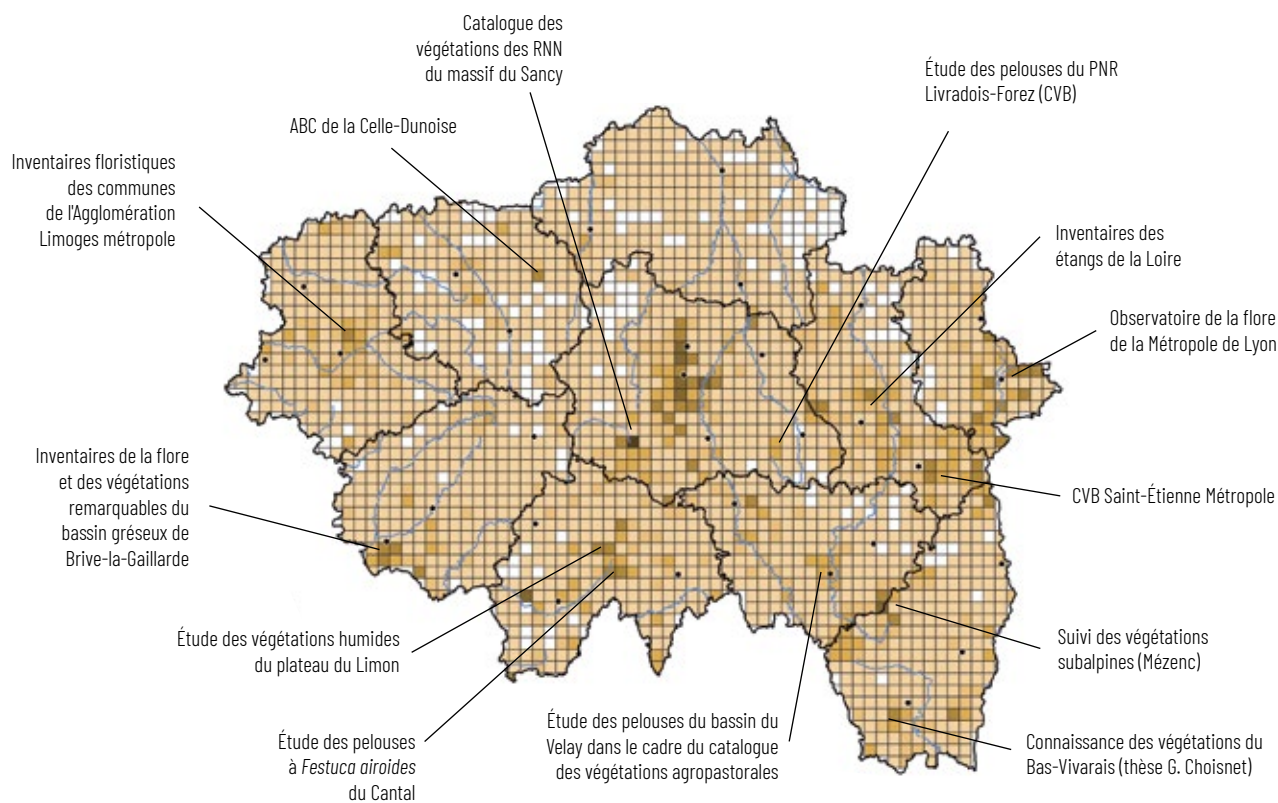 Catalogue des
végétations des RNN
du massif du Sancy
Étude des pelouses du PNR
Livradois-Forez (CVB)
ABC de la Celle-Dunoise
Inventaires floristiques
des communes
de l'Agglomération
Limoges métropole
Inventaires des
étangs de la Loire
Observatoire de la flore
de la Métropole de Lyon
Inventaires de la flore
et des végétations
remarquables du
bassin gréseux de
Brive-la-Gaillarde
CVB Saint-Étienne Métropole
Étude des végétations humides
du plateau du Limon
Suivi des végétations
subalpines (Mézenc)
Étude des pelouses
à Festuca airoides
du Cantal
Étude des pelouses du bassin du
Velay dans le cadre du catalogue
des végétations agropastorales
Connaissance des végétations du
Bas-Vivarais (thèse G. Choisnet)